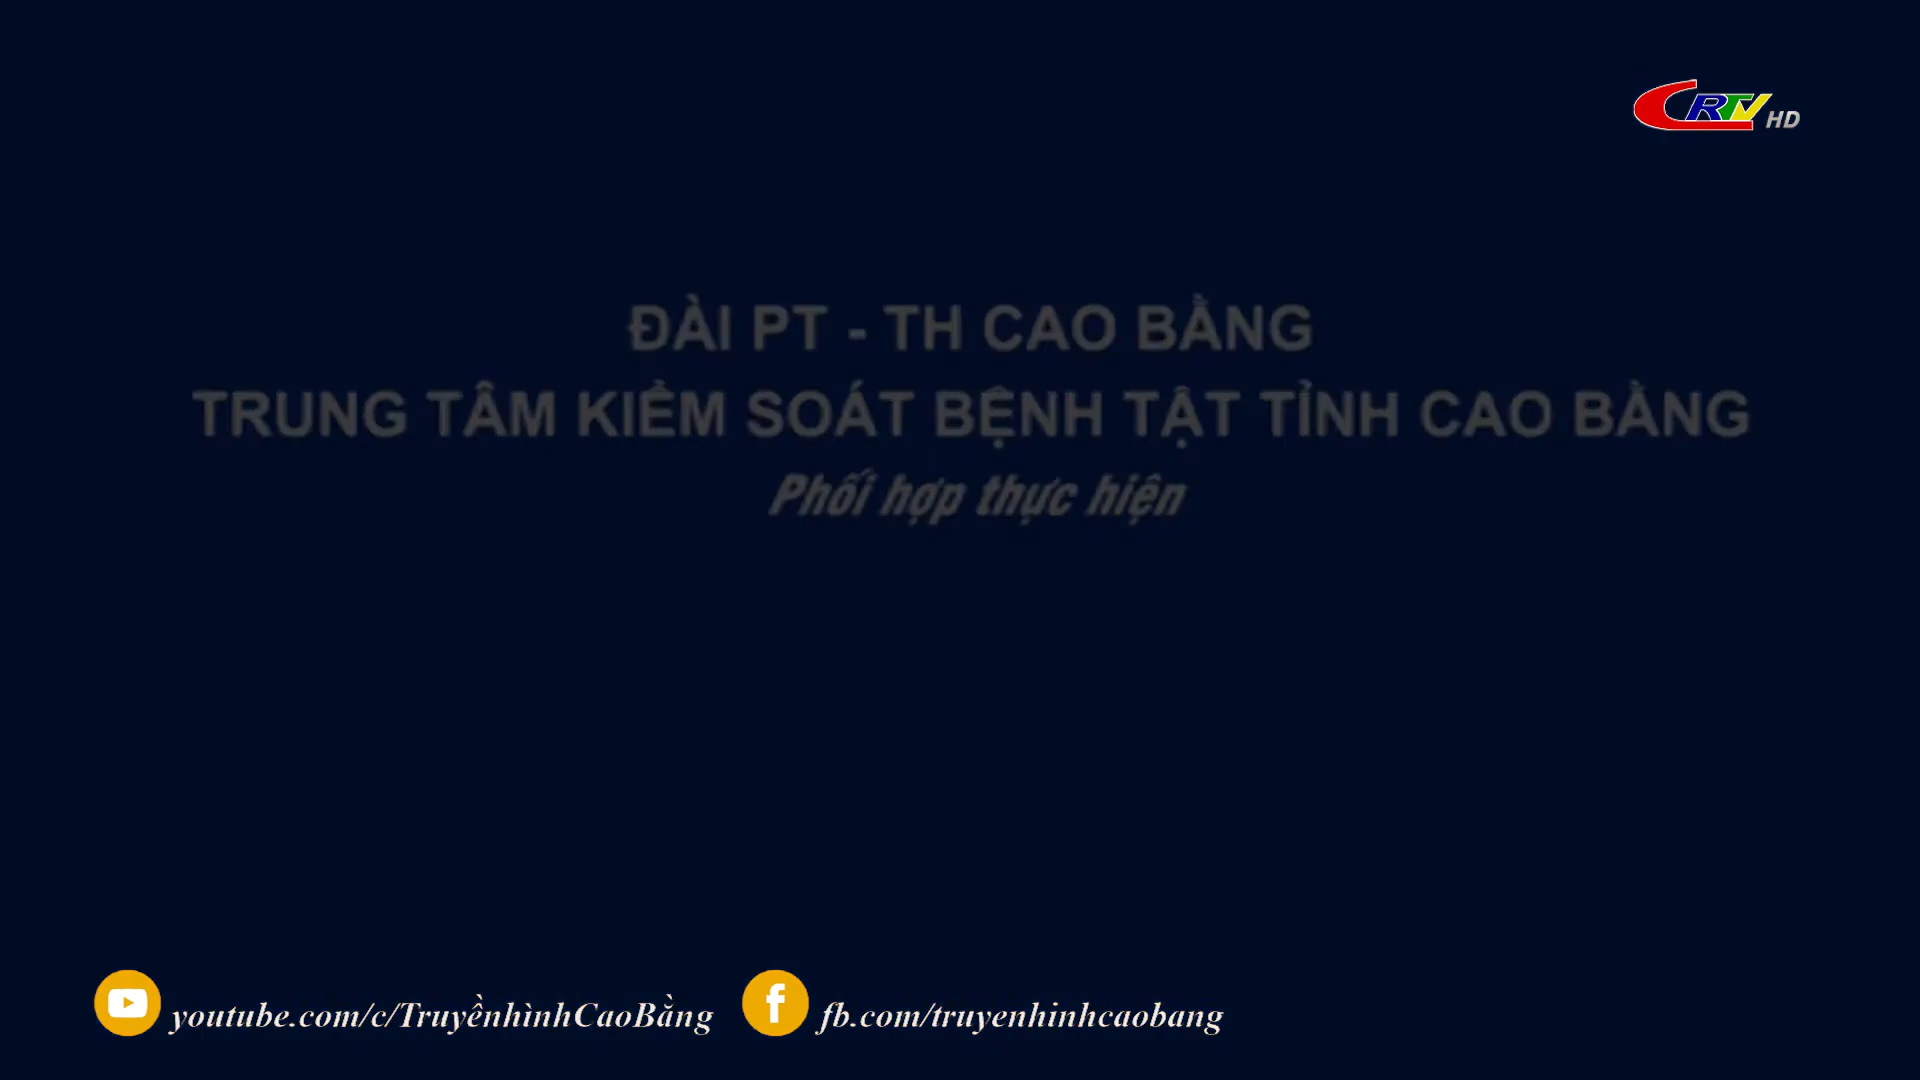 CRTV HD
ĐÀI PT - TH CAO BẰNG
TRUNG TÂM KIỂM SOÁT BỆNH TẬT TỈNH CAO BẰNG
Phối hợp thực hiện
youtube.com/c/TruyềnhìnhCaoBằng
fb.com/truyenhinhcaobang